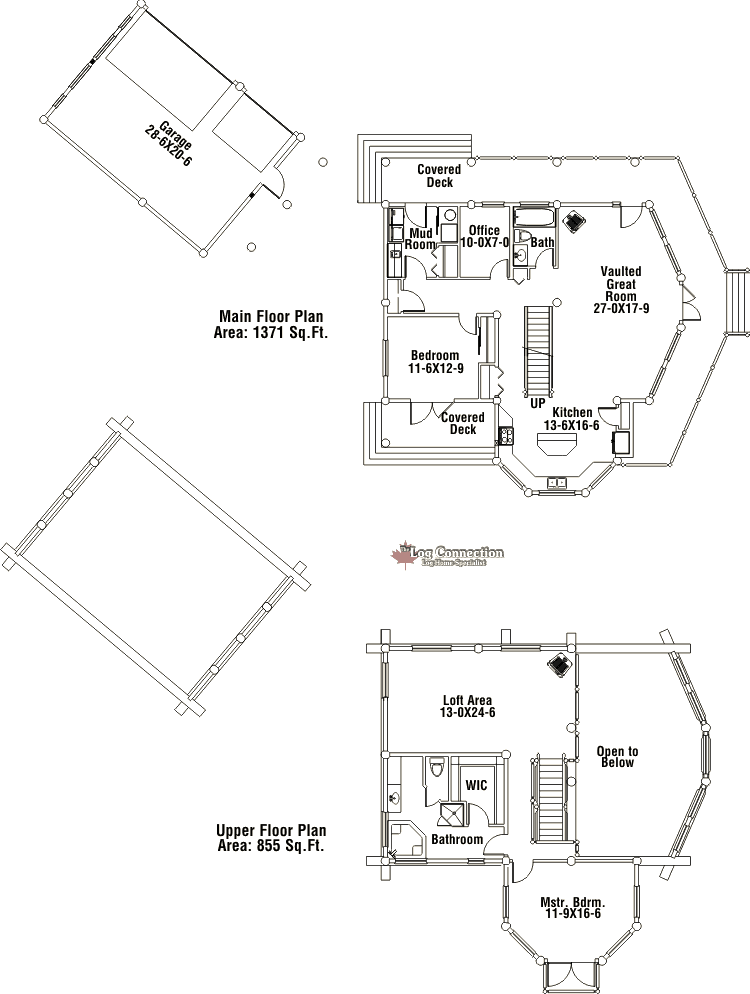 Garage
28-6X20-6
Covered
Deck
Mud
Room
Office
10-0X7-0
Bath
Vaulted
Great
Room
27-0X17-9
Main Floor Plan
Area: 1371 Sq.Ft.
Bedroom
11-6X12-9
UP
Kitchen
13-6X16-6
Covered
Deck
Log Connection
Log Home Specialist
Loft Area
13-0X24-6
Open to
Below
WIC
Upper Floor Plan
Area: 855 Sq.Ft.
Bathroom
Mstr. Bdrm.
11-9X16-6